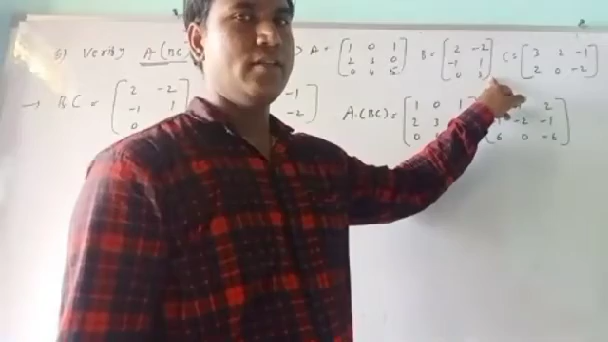 6) Verify A(BC > A = [1 0 1 B = [2 -2 C = [3 2 -1
2 3 0 -1 1 2 0 -2]
0 4 5] 0 3]
→ BC = [2 -2 -1 A.(BC) = [1 0 1 2
-1 1 -2] 2 3 -2 -1
0 0 6 0 -6]